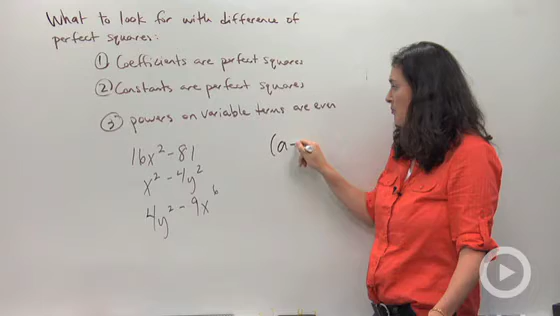 What to look for with difference of
perfect squares:
① Coefficients are perfect squares
② Constants are perfect squares
③ powers on variable terms are even
16x² - 81
x² - 4y²
4y² - 9x⁶
(a-